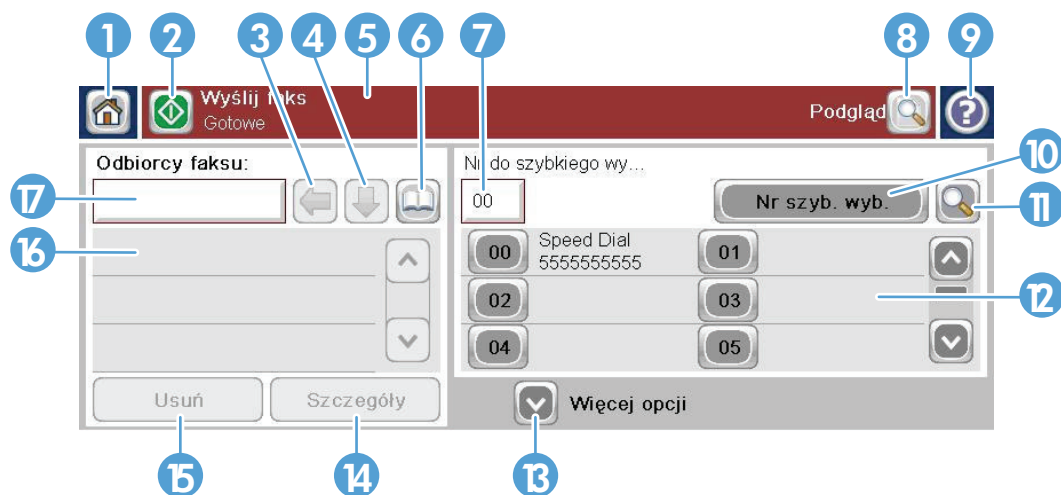 1 2 3 4 5 6 7 8 9
Wyślij faks
Gotowe
Podgląd
Odbiorcy faksu:
Nr do szybkiego wy...
10
17
00
Nr szyb. wyb.
11
16
00
Speed Dial
5555555555
01
02
03
12
04
05
Usuń
Szczegóły
Więcej opcji
15
14
13